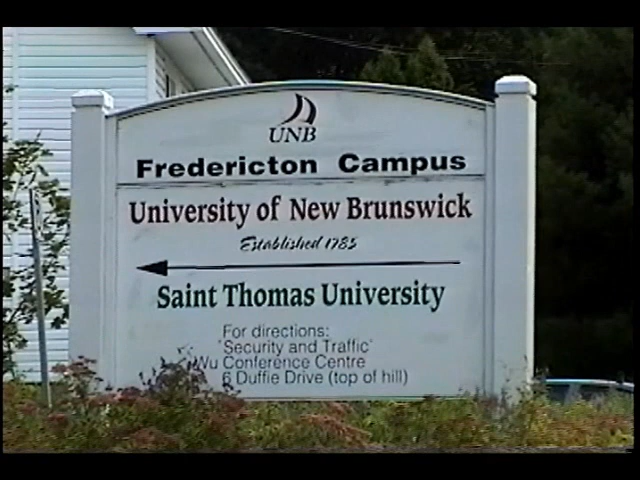 UNB
Fredericton Campus
University of New Brunswick
Established 1785
Saint Thomas University
For directions:
'Security and Traffic'
Wu Conference Centre
6 Duffie Drive (top of hill)